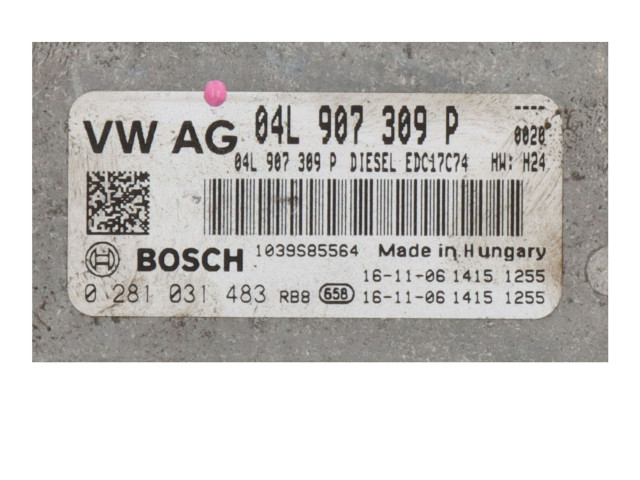 VW AG 04L 907 309 P ----
0020
04L 907 309 P DIESEL EDC17C74 HW: H24
BOSCH 1039S85564 Made in Hungary
16-11-06 1415 1255
0 281 031 483 RB8 658 16-11-06 1415 1255